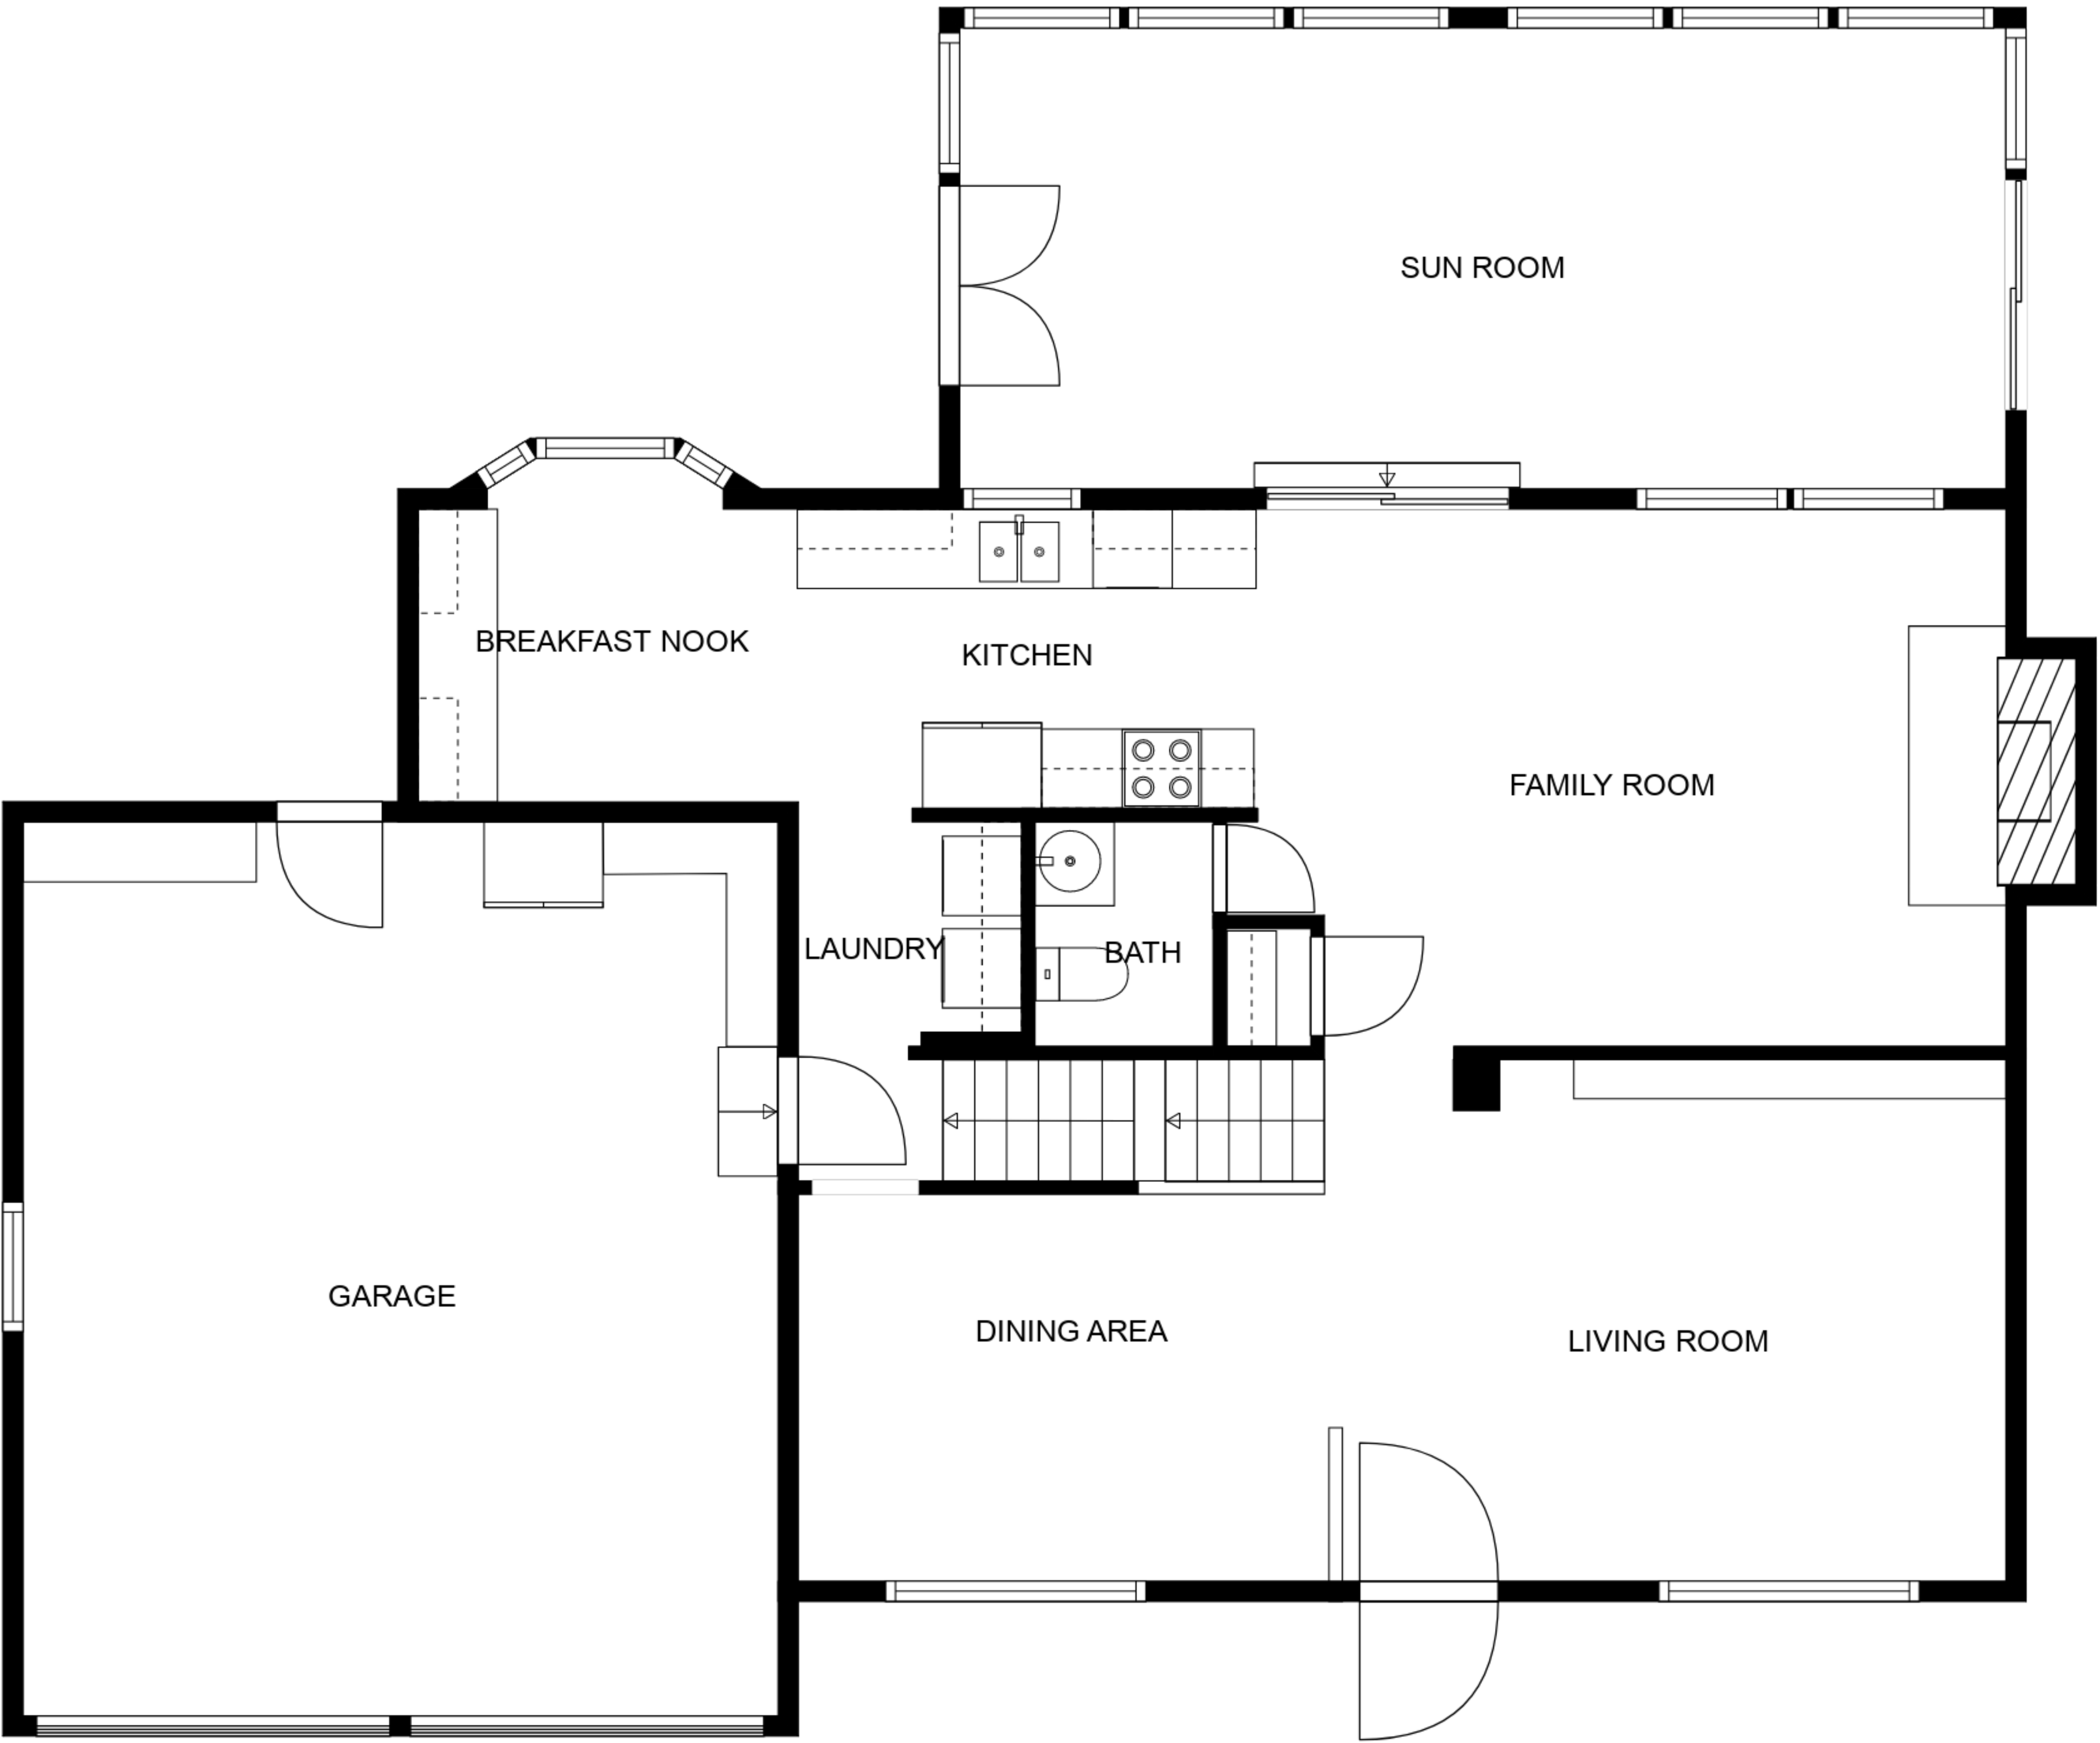 SUN ROOM
BREAKFAST NOOK
KITCHEN
FAMILY ROOM
LAUNDRY
BATH
GARAGE
DINING AREA
LIVING ROOM